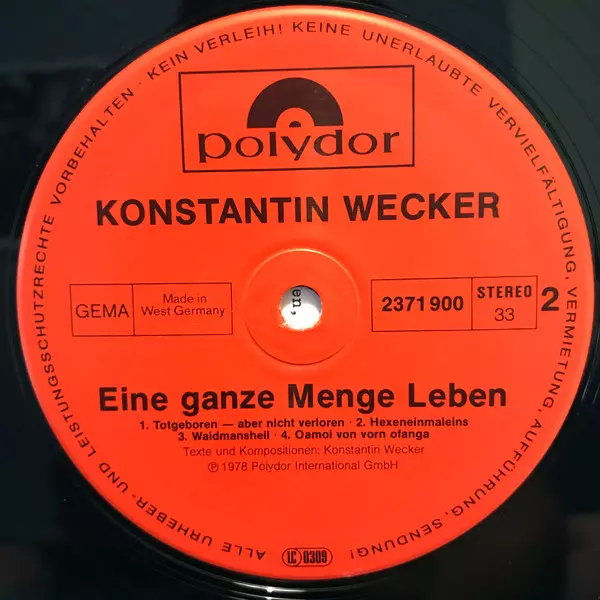 ALLE URHEBER- UND LEISTUNGSSCHUTZRECHTE VORBEHALTEN · KEIN VERLEIH! KEINE UNERLAUBTE VERVIELFÄLTIGUNG, VERMIETUNG, AUFFÜHRUNG, SENDUNG!
polydor
KONSTANTIN WECKER
GEMA
Made in
West Germany
en,
2371 900
STEREO
33
2
Eine ganze Menge Leben
1. Totgeboren — aber nicht verloren · 2. Hexeneinmaleins
3. Waidmansheil · 4. Oamoi von vorn ofanga
Texte und Kompositionen: Konstantin Wecker
Ⓟ 1978 Polydor International GmbH
LC 0309